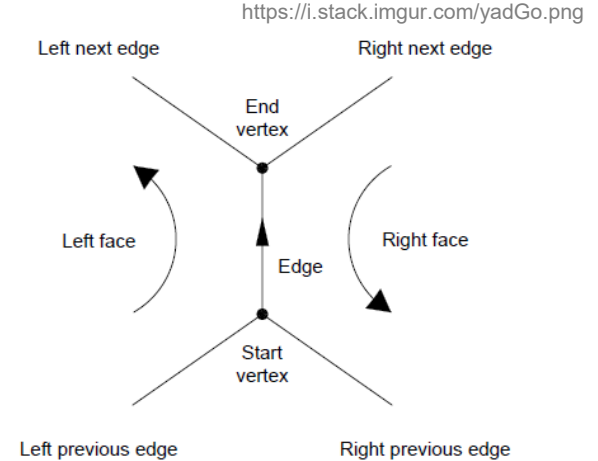 https://i.stack.imgur.com/yadGo.png
Left next edge
Right next edge
End
vertex
Left face
Right face
Edge
Start
vertex
Left previous edge
Right previous edge